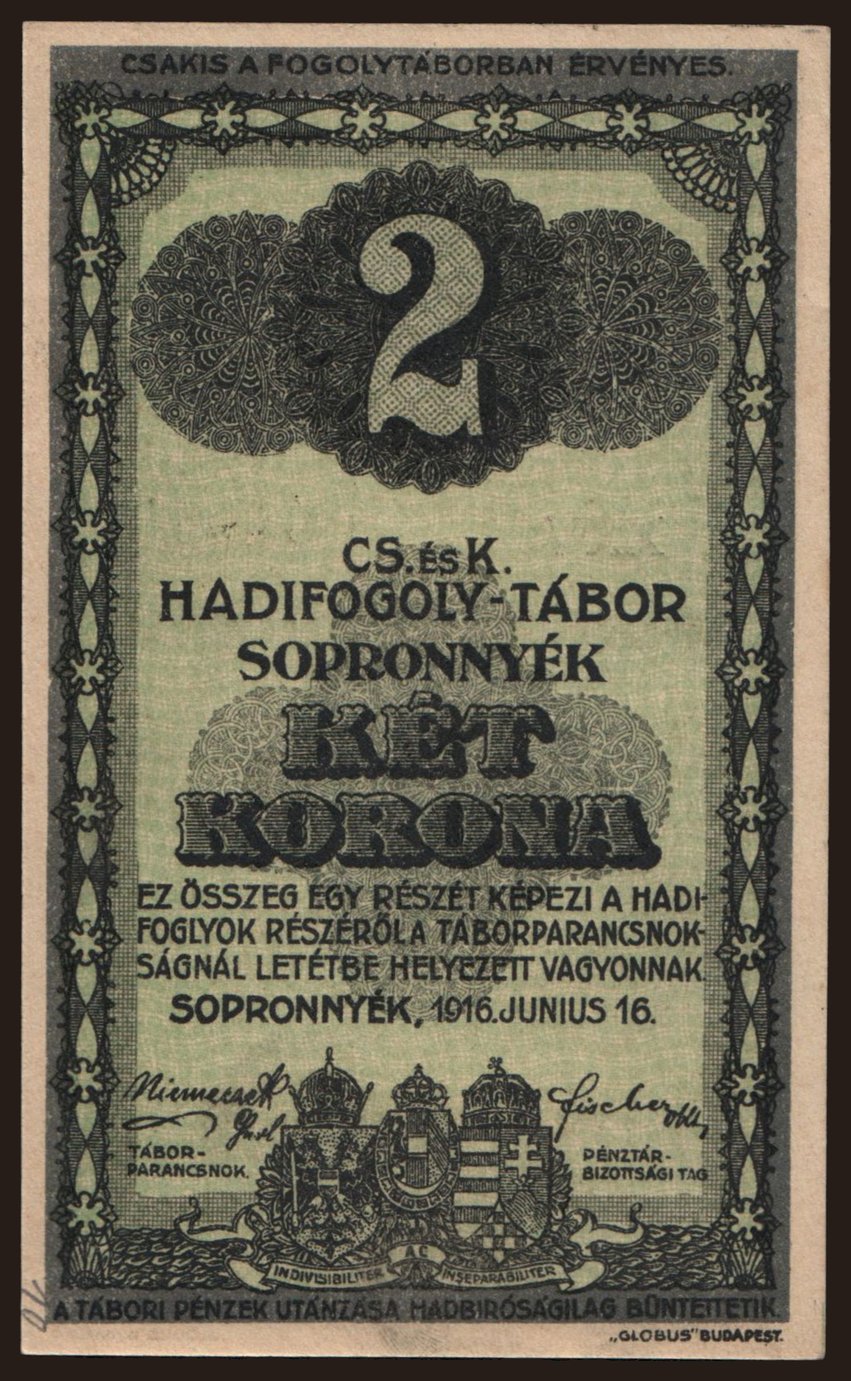 CSAKIS A FOGOLYTÁBORBAN ÉRVÉNYES.
2
CS. ÉS K.
HADIFOGOLY-TÁBOR
SOPRONNYÉK
KÉT
KORONA
EZ ÖSSZEG EGY RÉSZÉT KÉPEZI A HADI-
FOGLYOK RÉSZÉRŐL A TÁBORPARANCSNOK-
SÁGNÁL LETÉTBE HELYEZETT VAGYONNAK.
SOPRONNYÉK, 1916. JUNIUS 16.
Fischer
TÁBOR-
PARANCSNOK.
PÉNZTÁR-
BIZOTTSÁGI TAG
INDIVISIBILITER AC INSEPARABILITER
A TÁBORI PÉNZEK UTÁNZÁSA HADBIRÓSÁGILAG BÜNTETTETIK.
„GLOBUS" BUDAPEST.